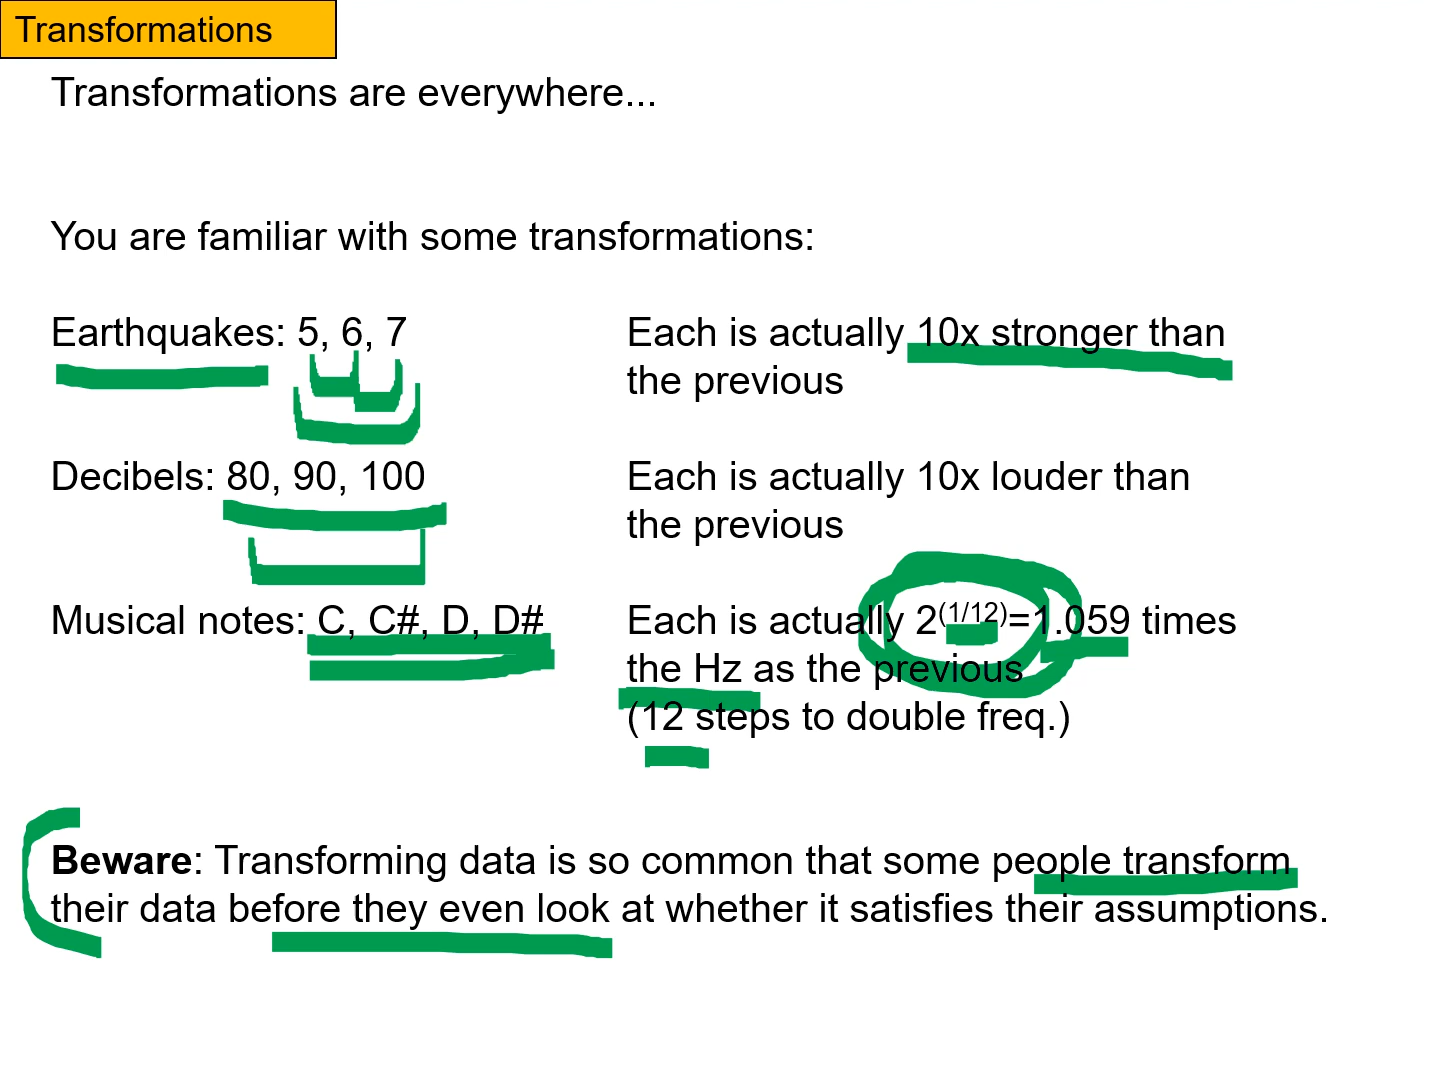 Transformations
Transformations are everywhere...
You are familiar with some transformations:
Earthquakes: 5, 6, 7
Each is actually 10x stronger than
the previous
Decibels: 80, 90, 100
Each is actually 10x louder than
the previous
Musical notes: C, C#, D, D#
Each is actually 2^(1/12)=1.059 times
the Hz as the previous
(12 steps to double freq.)
Beware: Transforming data is so common that some people transform
their data before they even look at whether it satisfies their assumptions.